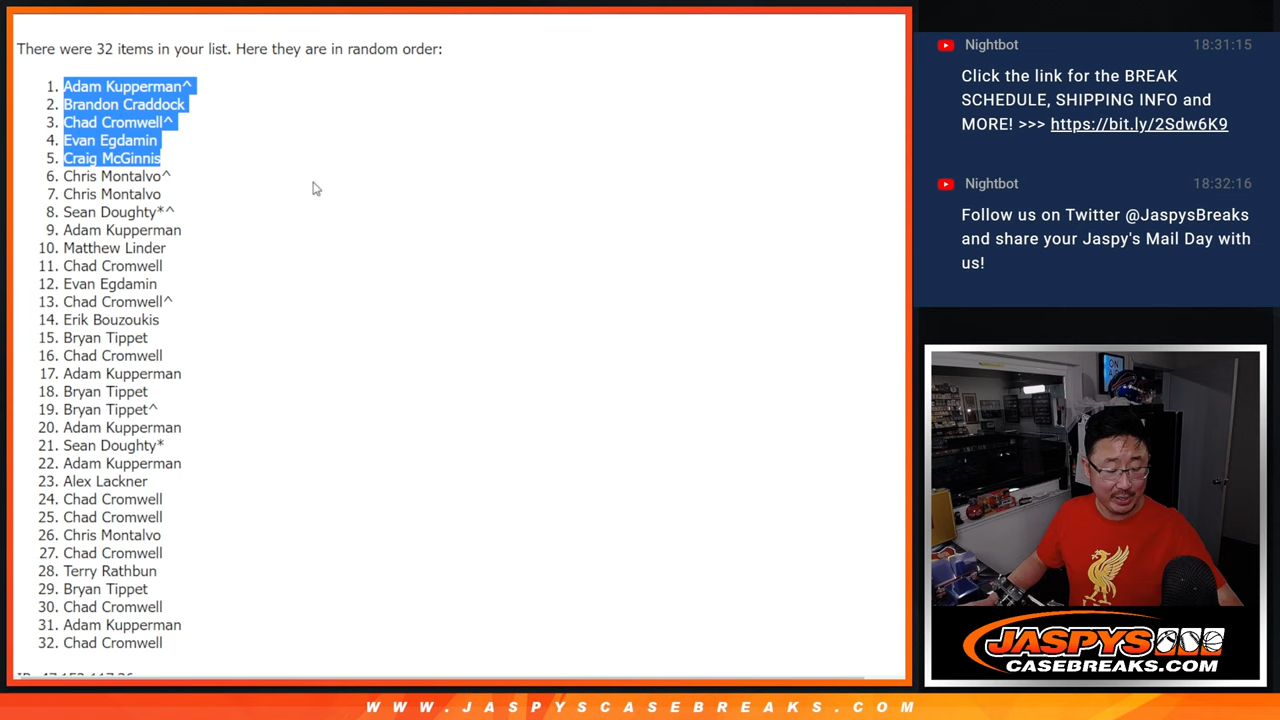 There were 32 items in your list. Here they are in random order:
1. Adam Kupperman^
2. Brandon Craddock
3. Chad Cromwell^
4. Evan Egdamin
5. Craig McGinnis
6. Chris Montalvo^
7. Chris Montalvo
8. Sean Doughty*^
9. Adam Kupperman
10. Matthew Linder
11. Chad Cromwell
12. Evan Egdamin
13. Chad Cromwell^
14. Erik Bouzoukis
15. Bryan Tippet
16. Chad Cromwell
17. Adam Kupperman
18. Bryan Tippet
19. Bryan Tippet^
20. Adam Kupperman
21. Sean Doughty*
22. Adam Kupperman
23. Alex Lackner
24. Chad Cromwell
25. Chad Cromwell
26. Chris Montalvo
27. Chad Cromwell
28. Terry Rathbun
29. Bryan Tippet
30. Chad Cromwell
31. Adam Kupperman
32. Chad Cromwell
Nightbot 18:31:15
Click the link for the BREAK
SCHEDULE, SHIPPING INFO and
MORE! >>> https://bit.ly/2Sdw6K9
Nightbot 18:32:16
Follow us on Twitter @JaspysBreaks
and share your Jaspy's Mail Day with
us!
ON
JASPYS
CASEBREAKS.COM
WWW.JASPYSCASEBREAKS.COM